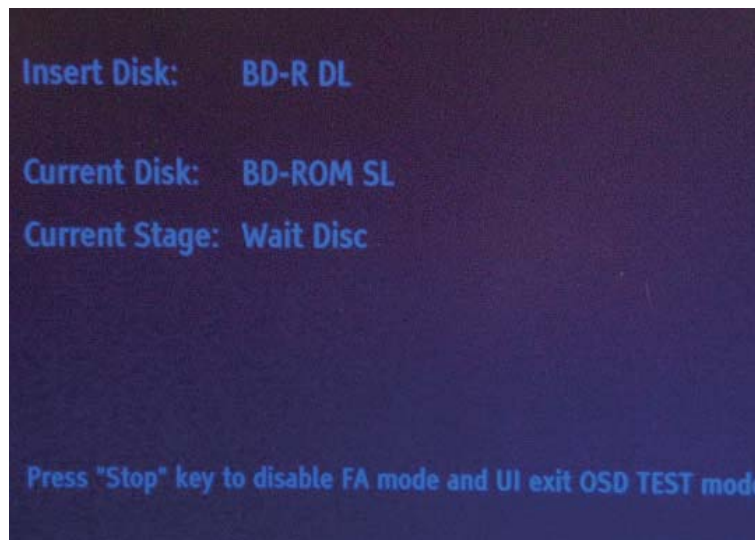 Insert Disk: BD-R DL
Current Disk: BD-ROM SL
Current Stage: Wait Disc
Press "Stop" key to disable FA mode and UI exit OSD TEST mode